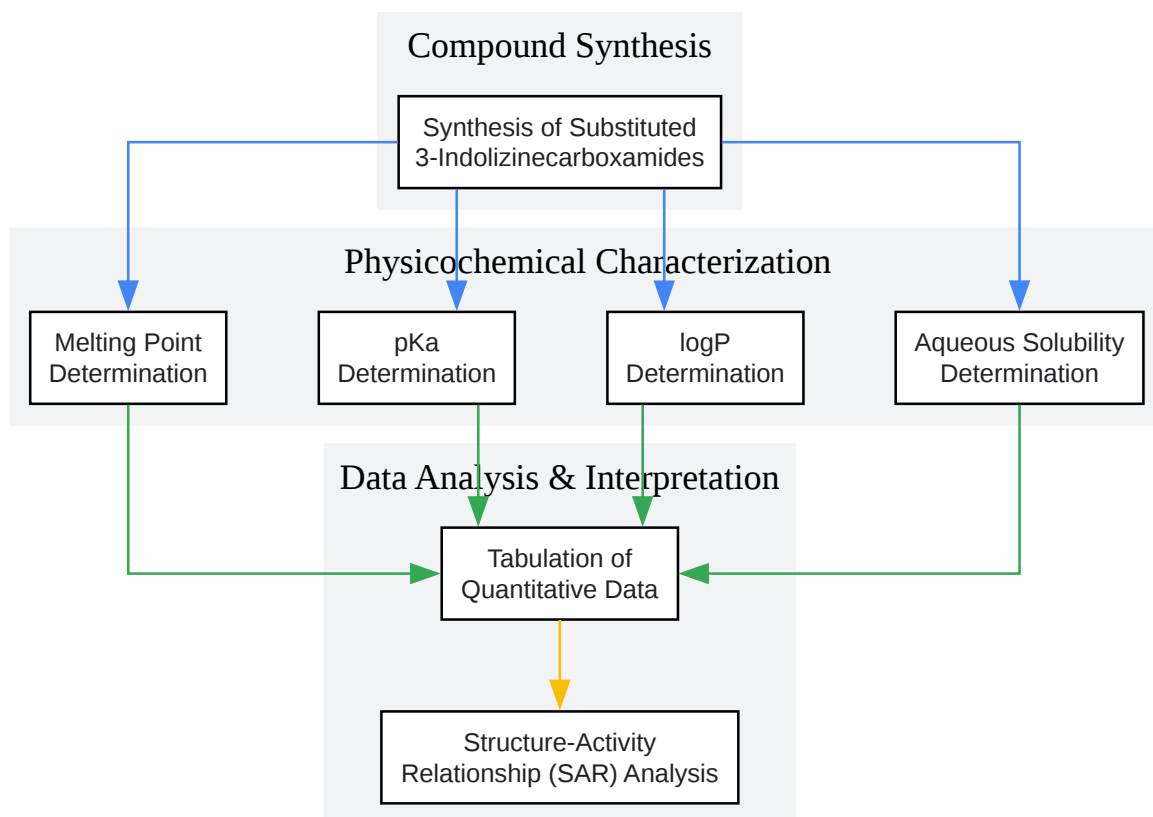 Compound Synthesis
Synthesis of Substituted
3-Indolizinecarboxamides
Physicochemical Characterization
Melting Point
Determination
pKa
Determination
logP
Determination
Aqueous Solubility
Determination
Data Analysis & Interpretation
Tabulation of
Quantitative Data
Structure-Activity
Relationship (SAR) Analysis